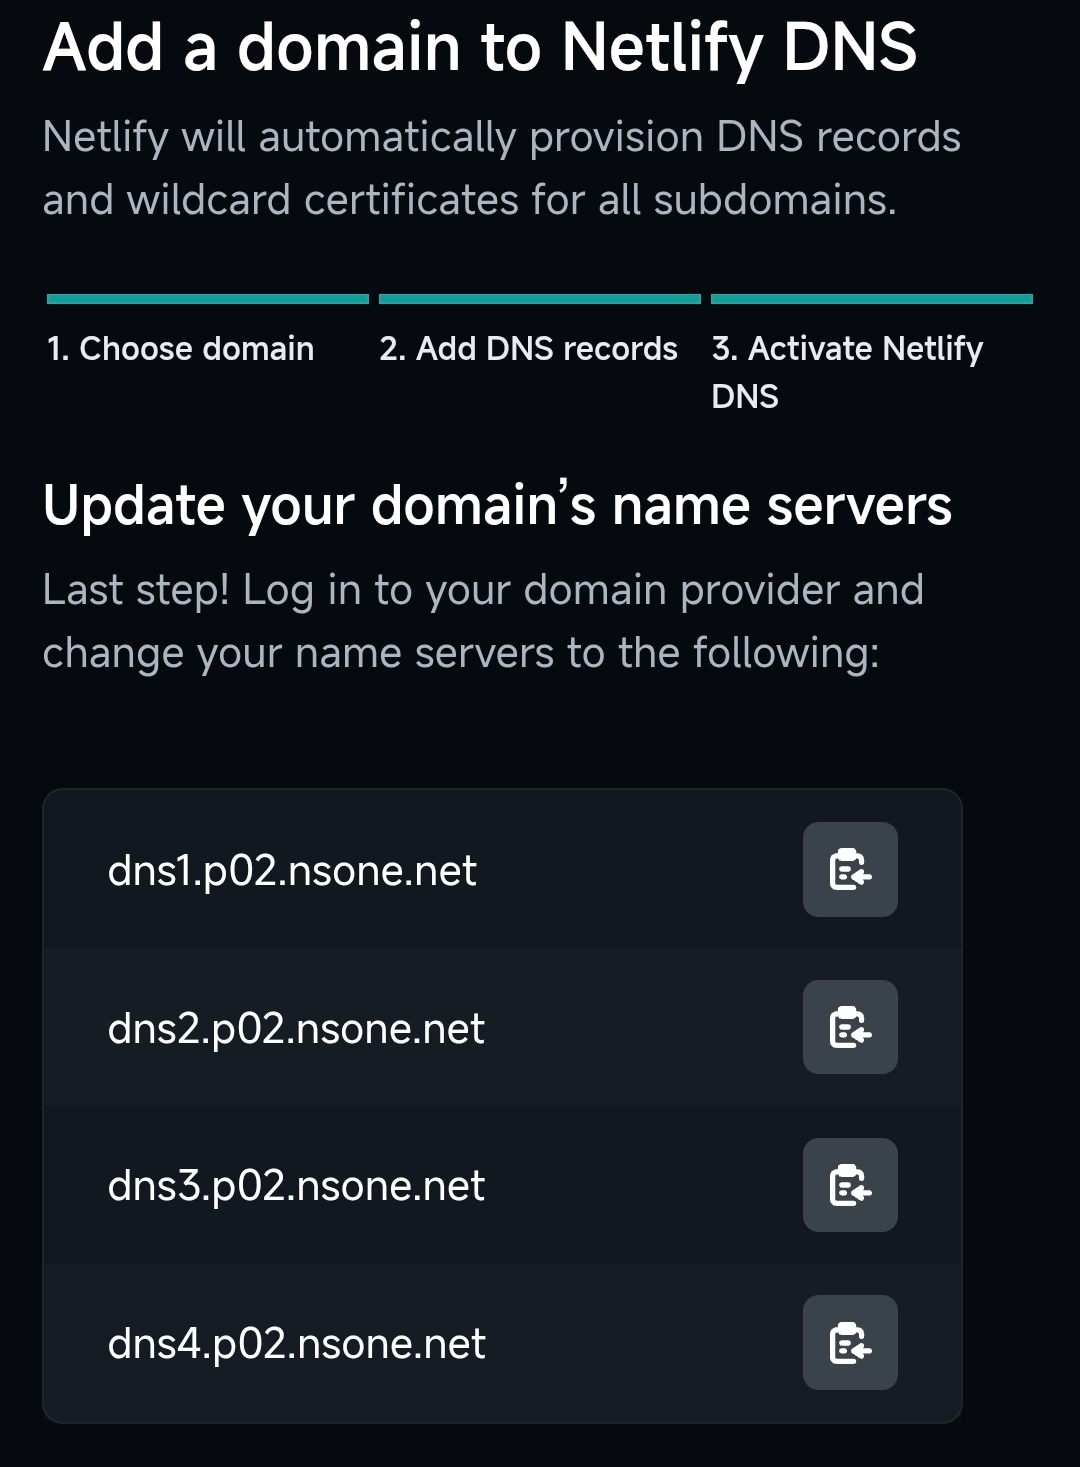 Add a domain to Netlify DNS
Netlify will automatically provision DNS records
and wildcard certificates for all subdomains.
1. Choose domain
2. Add DNS records
3. Activate Netlify
DNS
Update your domain’s name servers
Last step! Log in to your domain provider and
change your name servers to the following:
dns1.p02.nsone.net
dns2.p02.nsone.net
dns3.p02.nsone.net
dns4.p02.nsone.net